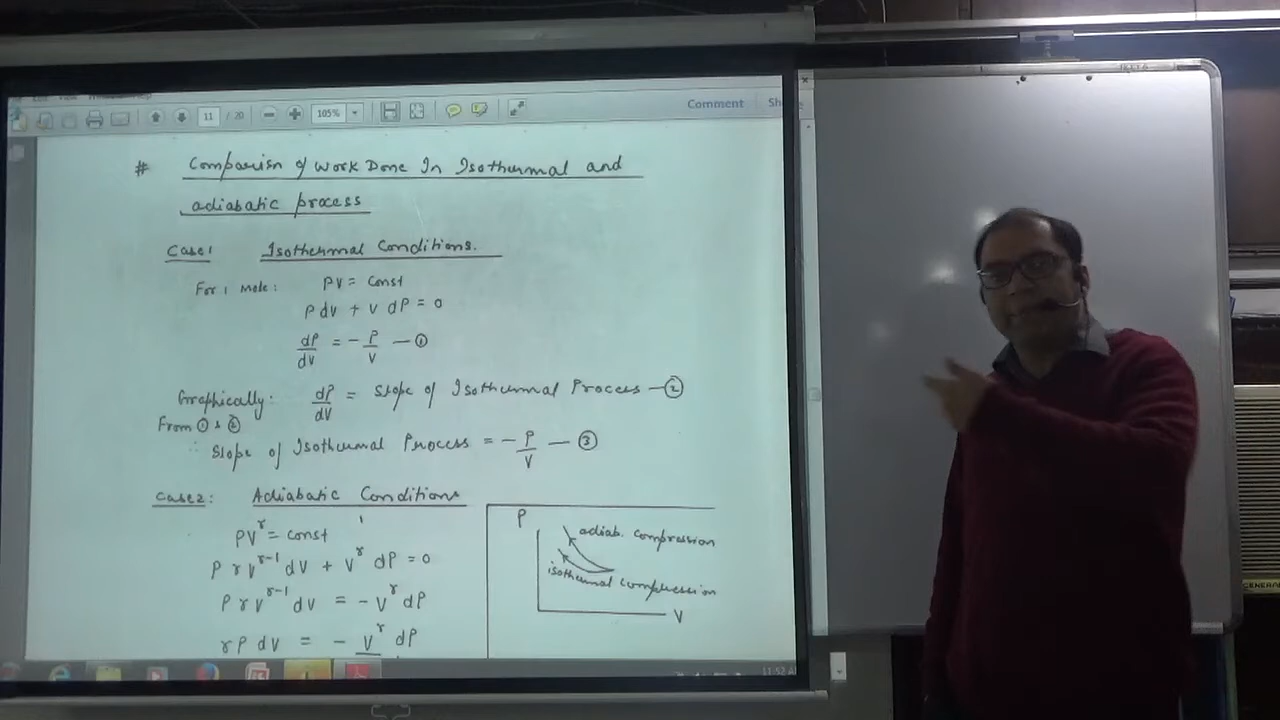 11 / 20
105%
Comment
Sh
# Comparisn of Work Done In Isothermal and
adiabatic process
Case1 Isothermal Conditions.
For 1 Mole: PV = Const
P dV + V dP = 0
dP/dV = - P/V — ①
Graphically: dP/dV = Slope of Isothermal Process — ②
From ① & ②
∴ Slope of Isothermal Process = - P/V — ③
Case2: Adiabatic Conditions
PV^γ = const
P γ V^γ-1 dV + V^γ dP = 0
P γ V^γ-1 dV = - V^γ dP
γ P dV = - V^γ dP
P
adiab. compression
isothermal compression
V
GENERAL